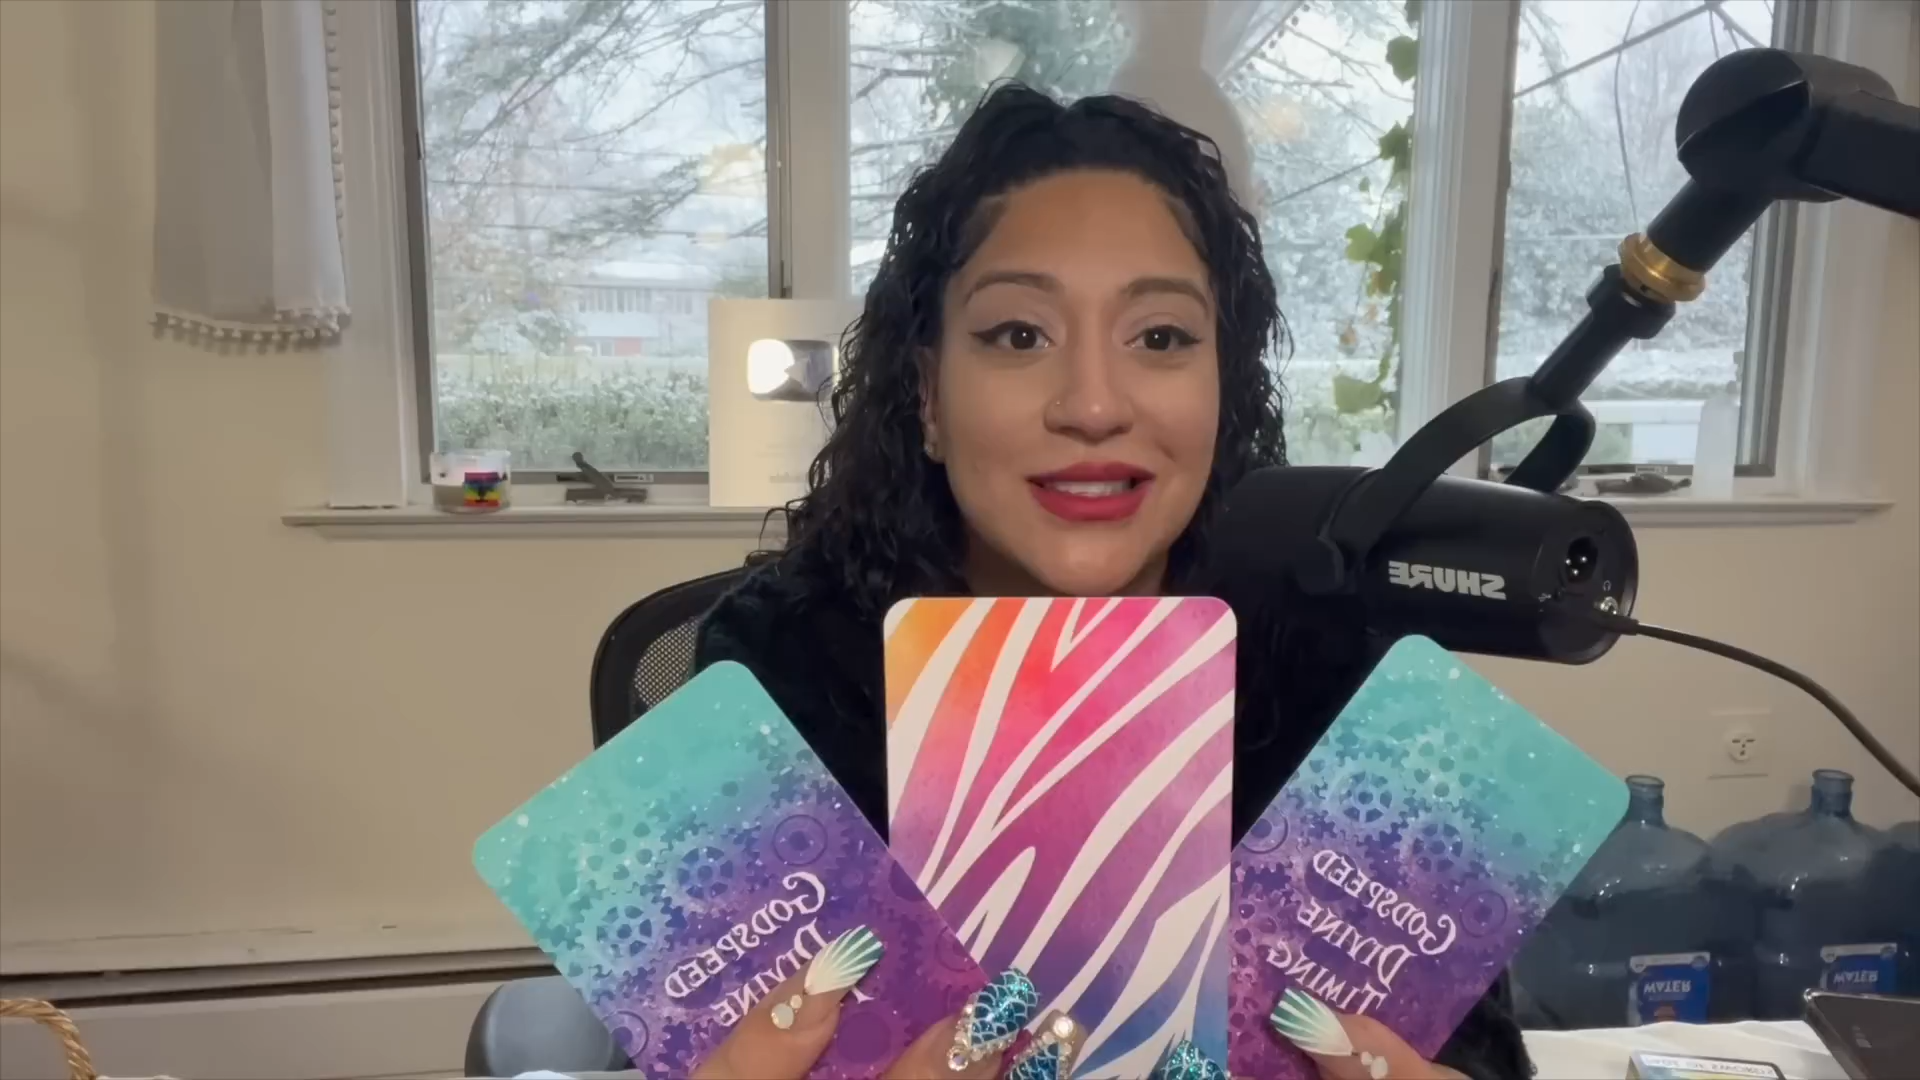 SHURE
GODSPEED
DIVINE
GODSPEED
DIVINE
TIMING
WATER
WATER